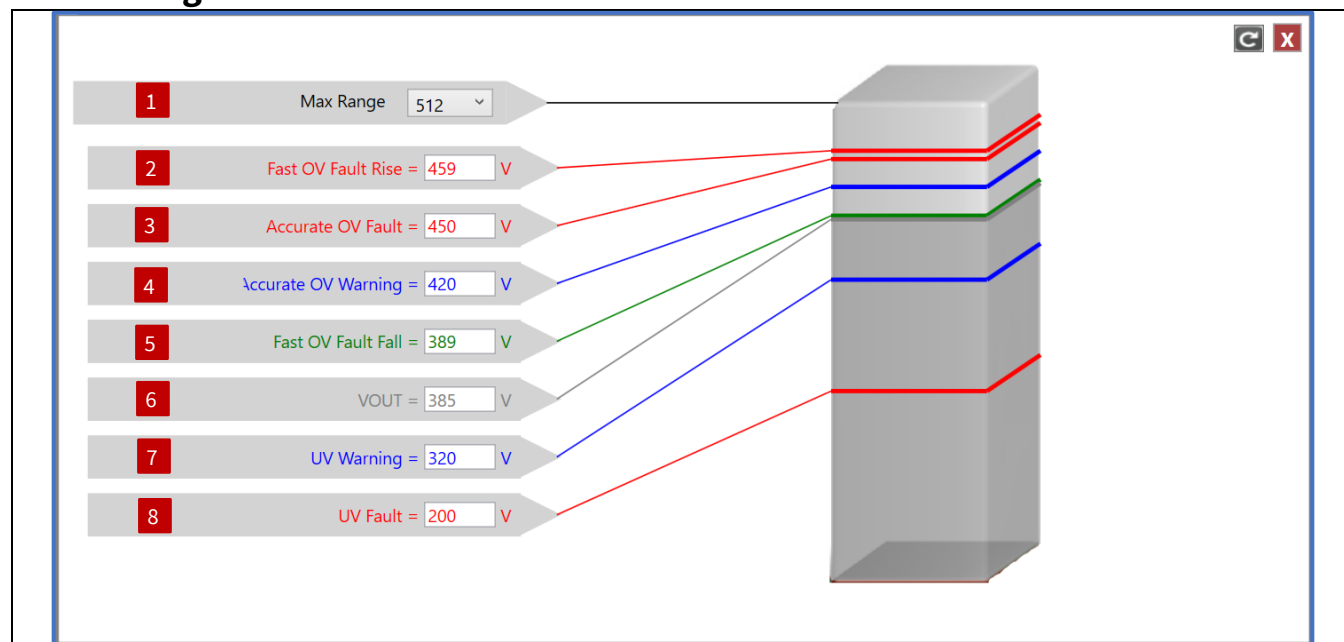 C X
1 Max Range 512
2 Fast OV Fault Rise = 459 V
3 Accurate OV Fault = 450 V
4 Accurate OV Warning = 420 V
5 Fast OV Fault Fall = 389 V
6 VOUT = 385 V
7 UV Warning = 320 V
8 UV Fault = 200 V